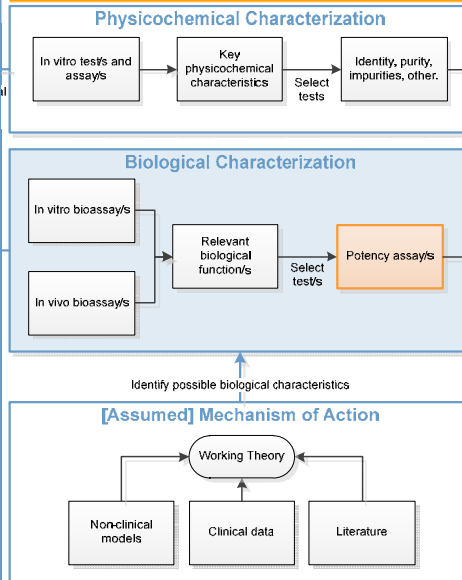 Physicochemical Characterization
In vitro test/s and
assay/s
Key
physicochemical
characteristics
Select
tests
Identity, purity,
impurities, other.
al
Biological Characterization
In vitro bioassay/s
In vivo bioassay/s
Relevant
biological
function/s
Select
test/s
Potency assay/s
Identify possible biological characteristics
[Assumed] Mechanism of Action
Working Theory
Non-clinical
models
Clinical data
Literature